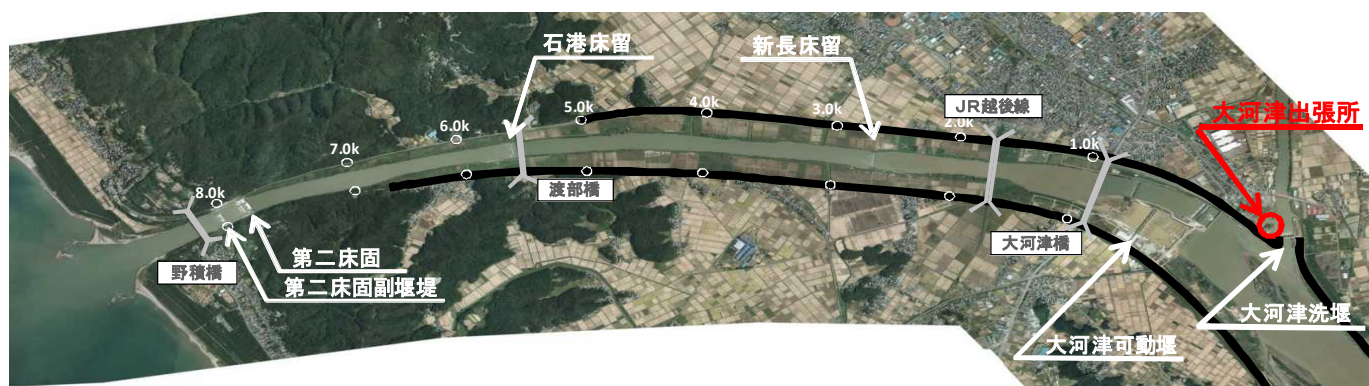 石港床留
新長床留
JR越後線
大河津出張所
5.0k
4.0k
3.0k
2.0k
1.0k
6.0k
7.0k
8.0k
渡部橋
大河津橋
野積橋
第二床固
第二床固副堰堤
大河津洗堰
大河津可動堰